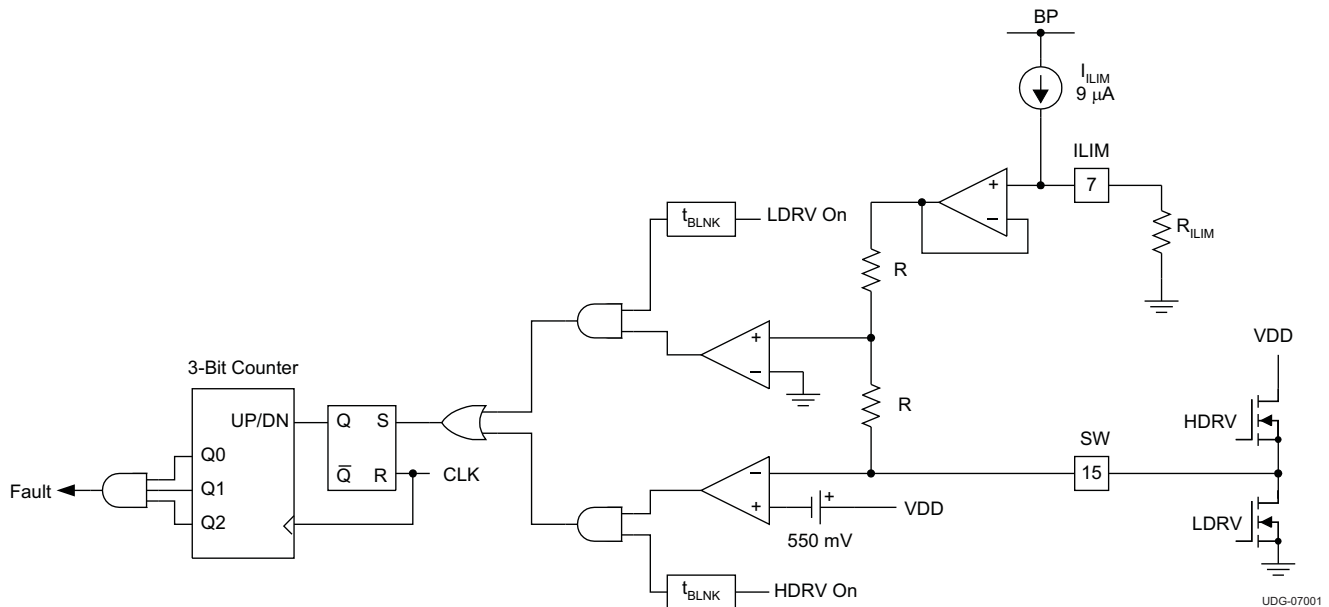 BP
I_ILIM
9 μA
ILIM
7
+
−
R_ILIM
t_BLNK
LDRV On
R
+
−
R
VDD
HDRV
3-Bit Counter
UP/DN
Q
S
Q̅
R
CLK
Q0
Q1
Q2
Fault
SW
15
−
+
+
VDD
550 mV
LDRV
t_BLNK
HDRV On
UDG-07001